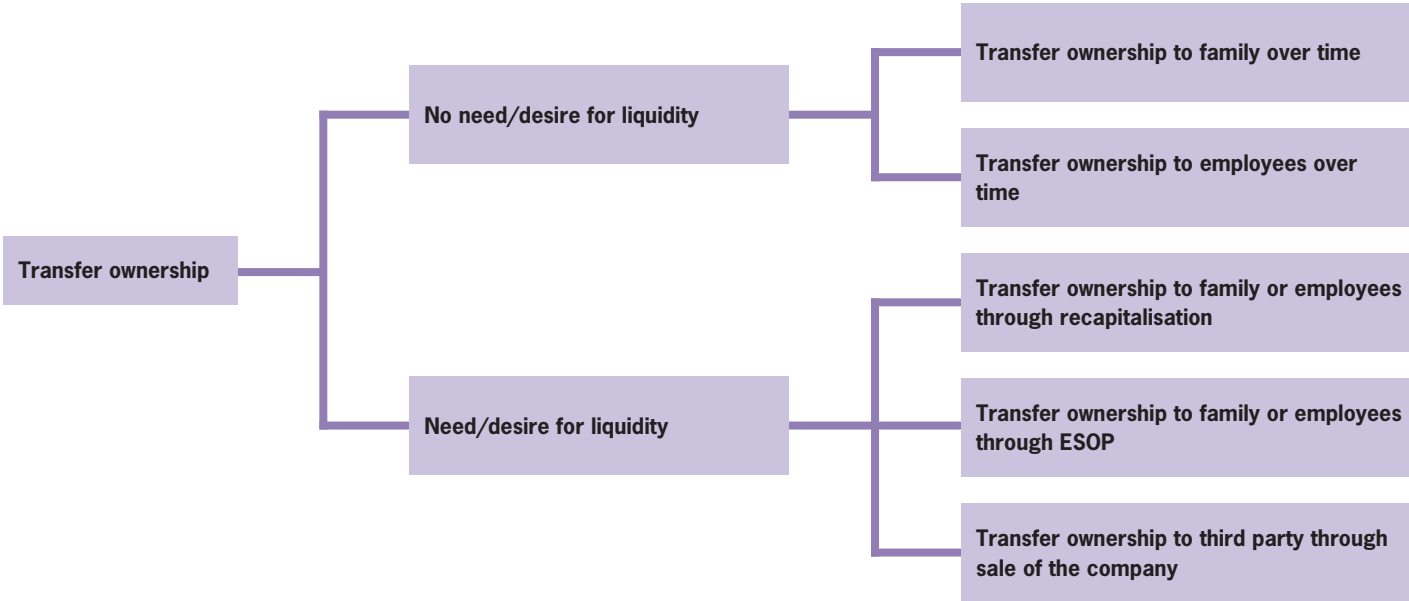 Transfer ownership to family over time
No need/desire for liquidity
Transfer ownership to employees over
time
Transfer ownership
Transfer ownership to family or employees
through recapitalisation
Need/desire for liquidity
Transfer ownership to family or employees
through ESOP
Transfer ownership to third party through
sale of the company